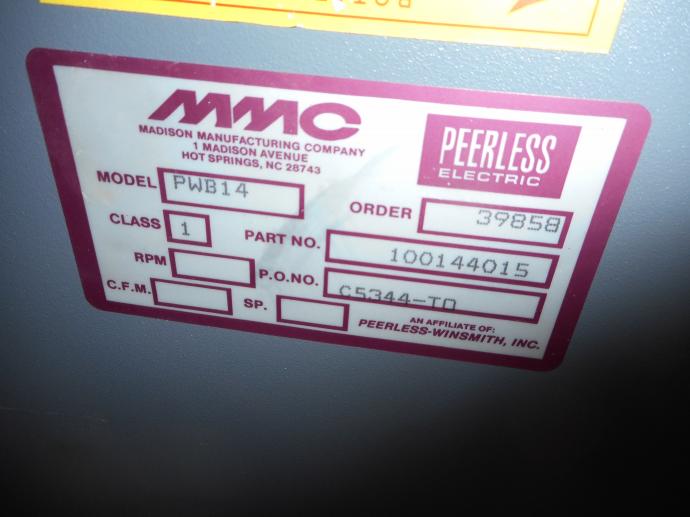 MMC
MADISON MANUFACTURING COMPANY
1 MADISON AVENUE
HOT SPRINGS, NC 28743
PEERLESS
ELECTRIC
MODEL PWB14
ORDER 39858
CLASS 1
PART NO. 100144015
RPM
P.O.NO. C5344-TD
C.F.M.
SP.
AN AFFILIATE OF:
PEERLESS-WINSMITH, INC.